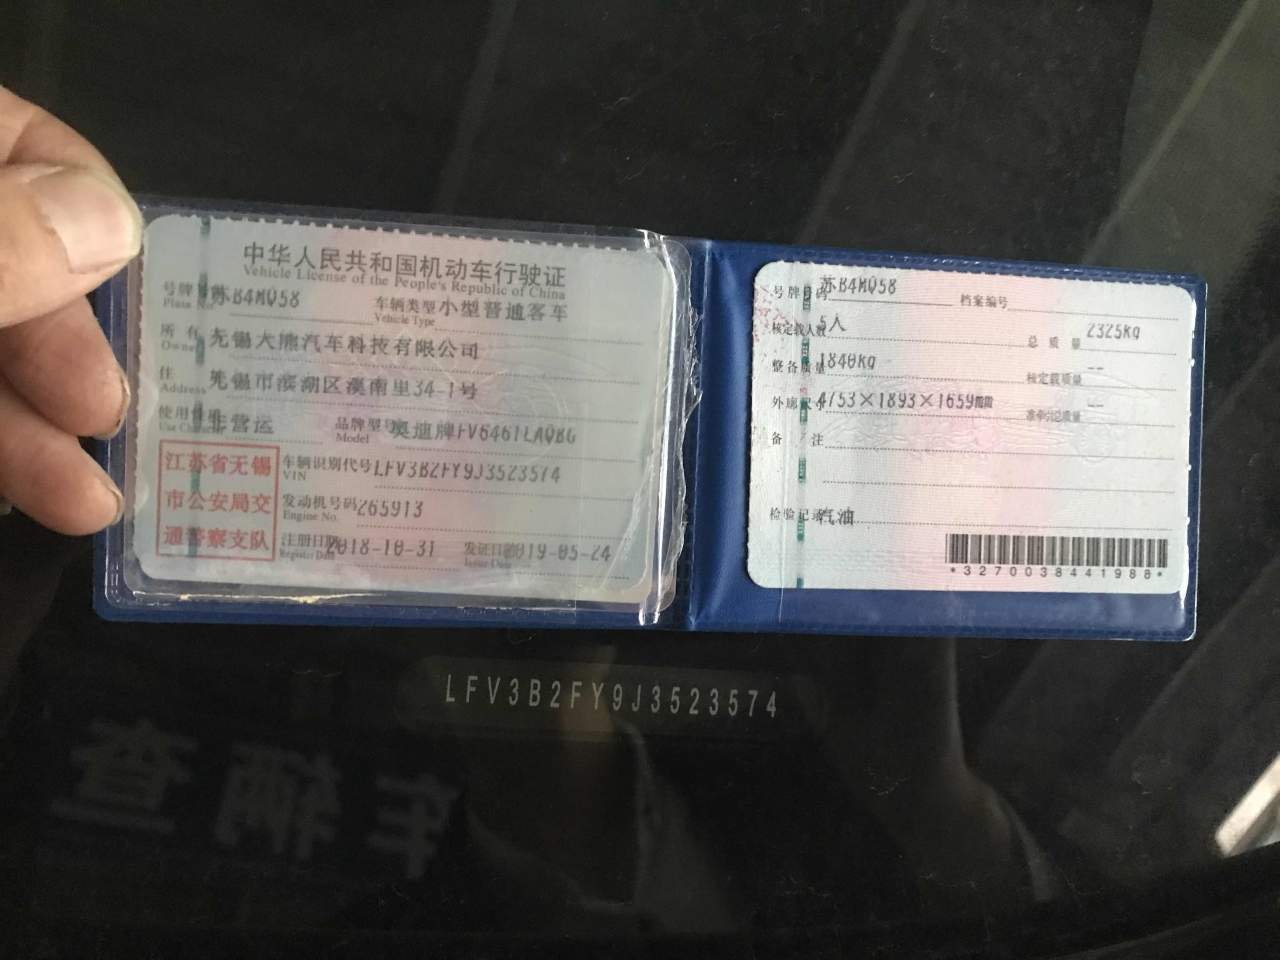 中华人民共和国机动车行驶证
Vehicle License of the People's Republic of China
号牌
Plate No.
苏B4MQ58
车辆类型 小型普通客车
Vehicle Type
所有
Owner
无锡大熊汽车科技有限公司
住
Address
无锡市滨湖区溪南里34-1号
使用性质
Use Character
非营运
品牌型号
Model
奥迪牌FV6461LAQBG
江苏省无锡
市公安局交
通警察支队
车辆识别代号 LFV3B2FY9J3523574
VIN
发动机号码 265913
Engine No.
注册日期 2018-10-31
Register Date
发证日期 2019-05-24
Issue Date
号牌号码 苏B4MQ58
档案编号
核定载人数 5人
总质量 2325kg
整备质量 1840kg
核定载质量 --
外廓尺寸 4753×1893×1659
准牵引总质量 --
备注
检验记录 汽油
*3270038441988*
LFV3B2FY9J3523574
车辆查